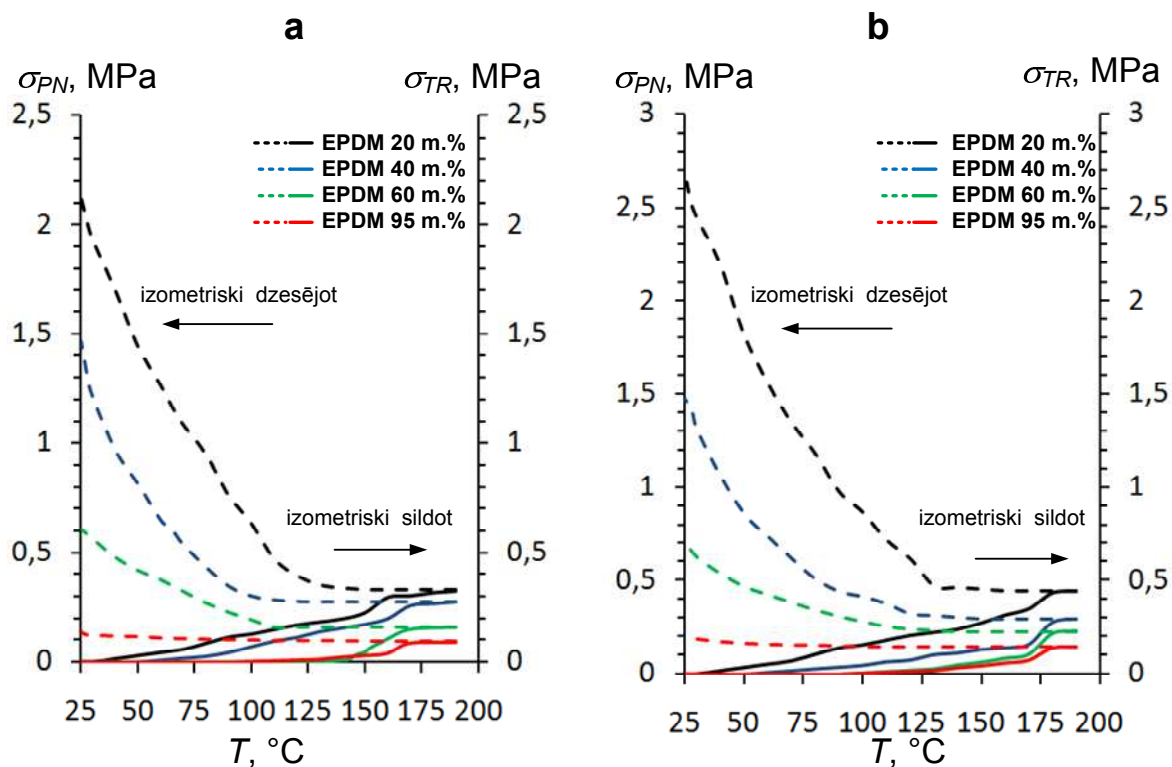 a
σPN, MPa
σTR, MPa
2,5
2
1,5
1
0,5
0
2,5
2
1,5
1
0,5
0
EPDM 20 m.%
EPDM 40 m.%
EPDM 60 m.%
EPDM 95 m.%
izometriski dzesējot
izometriski sildot
25 50 75 100 125 150 175 200
T, °C
b
σPN, MPa
σTR, MPa
3
2,5
2
1,5
1
0,5
0
3
2,5
2
1,5
1
0,5
0
EPDM 20 m.%
EPDM 40 m.%
EPDM 60 m.%
EPDM 95 m.%
izometriski dzesējot
izometriski sildot
25 50 75 100 125 150 175 200
T, °C